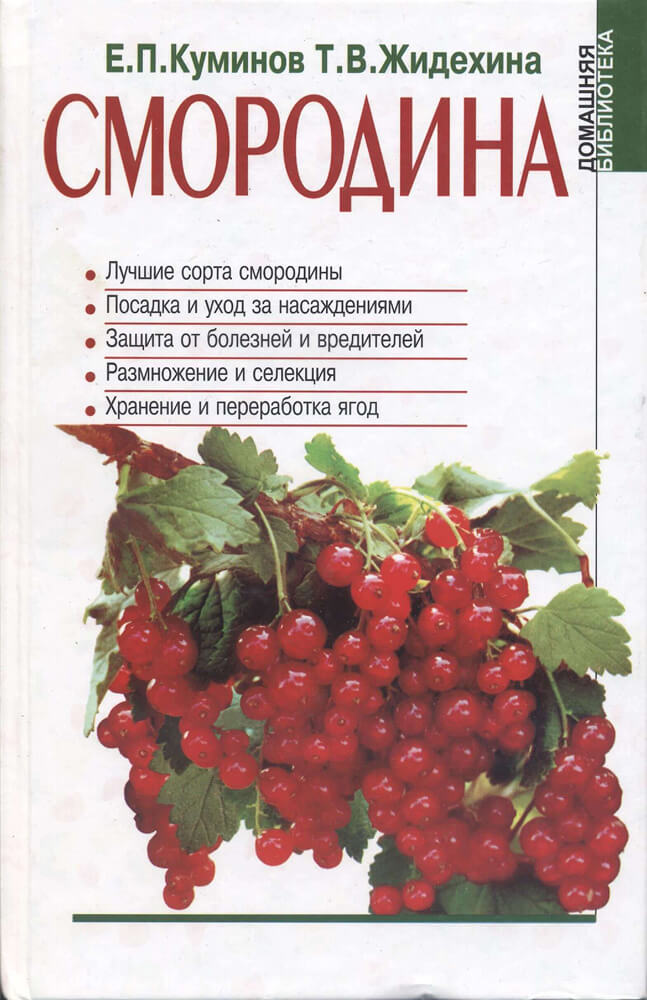 Е.П.Куминов Т.В.Жидехина
СМОРОДИНА
ДОМАШНЯЯ
БИБЛИОТЕКА
Лучшие сорта смородины
Посадка и уход за насаждениями
Защита от болезней и вредителей
Размножение и селекция
Хранение и переработка ягод